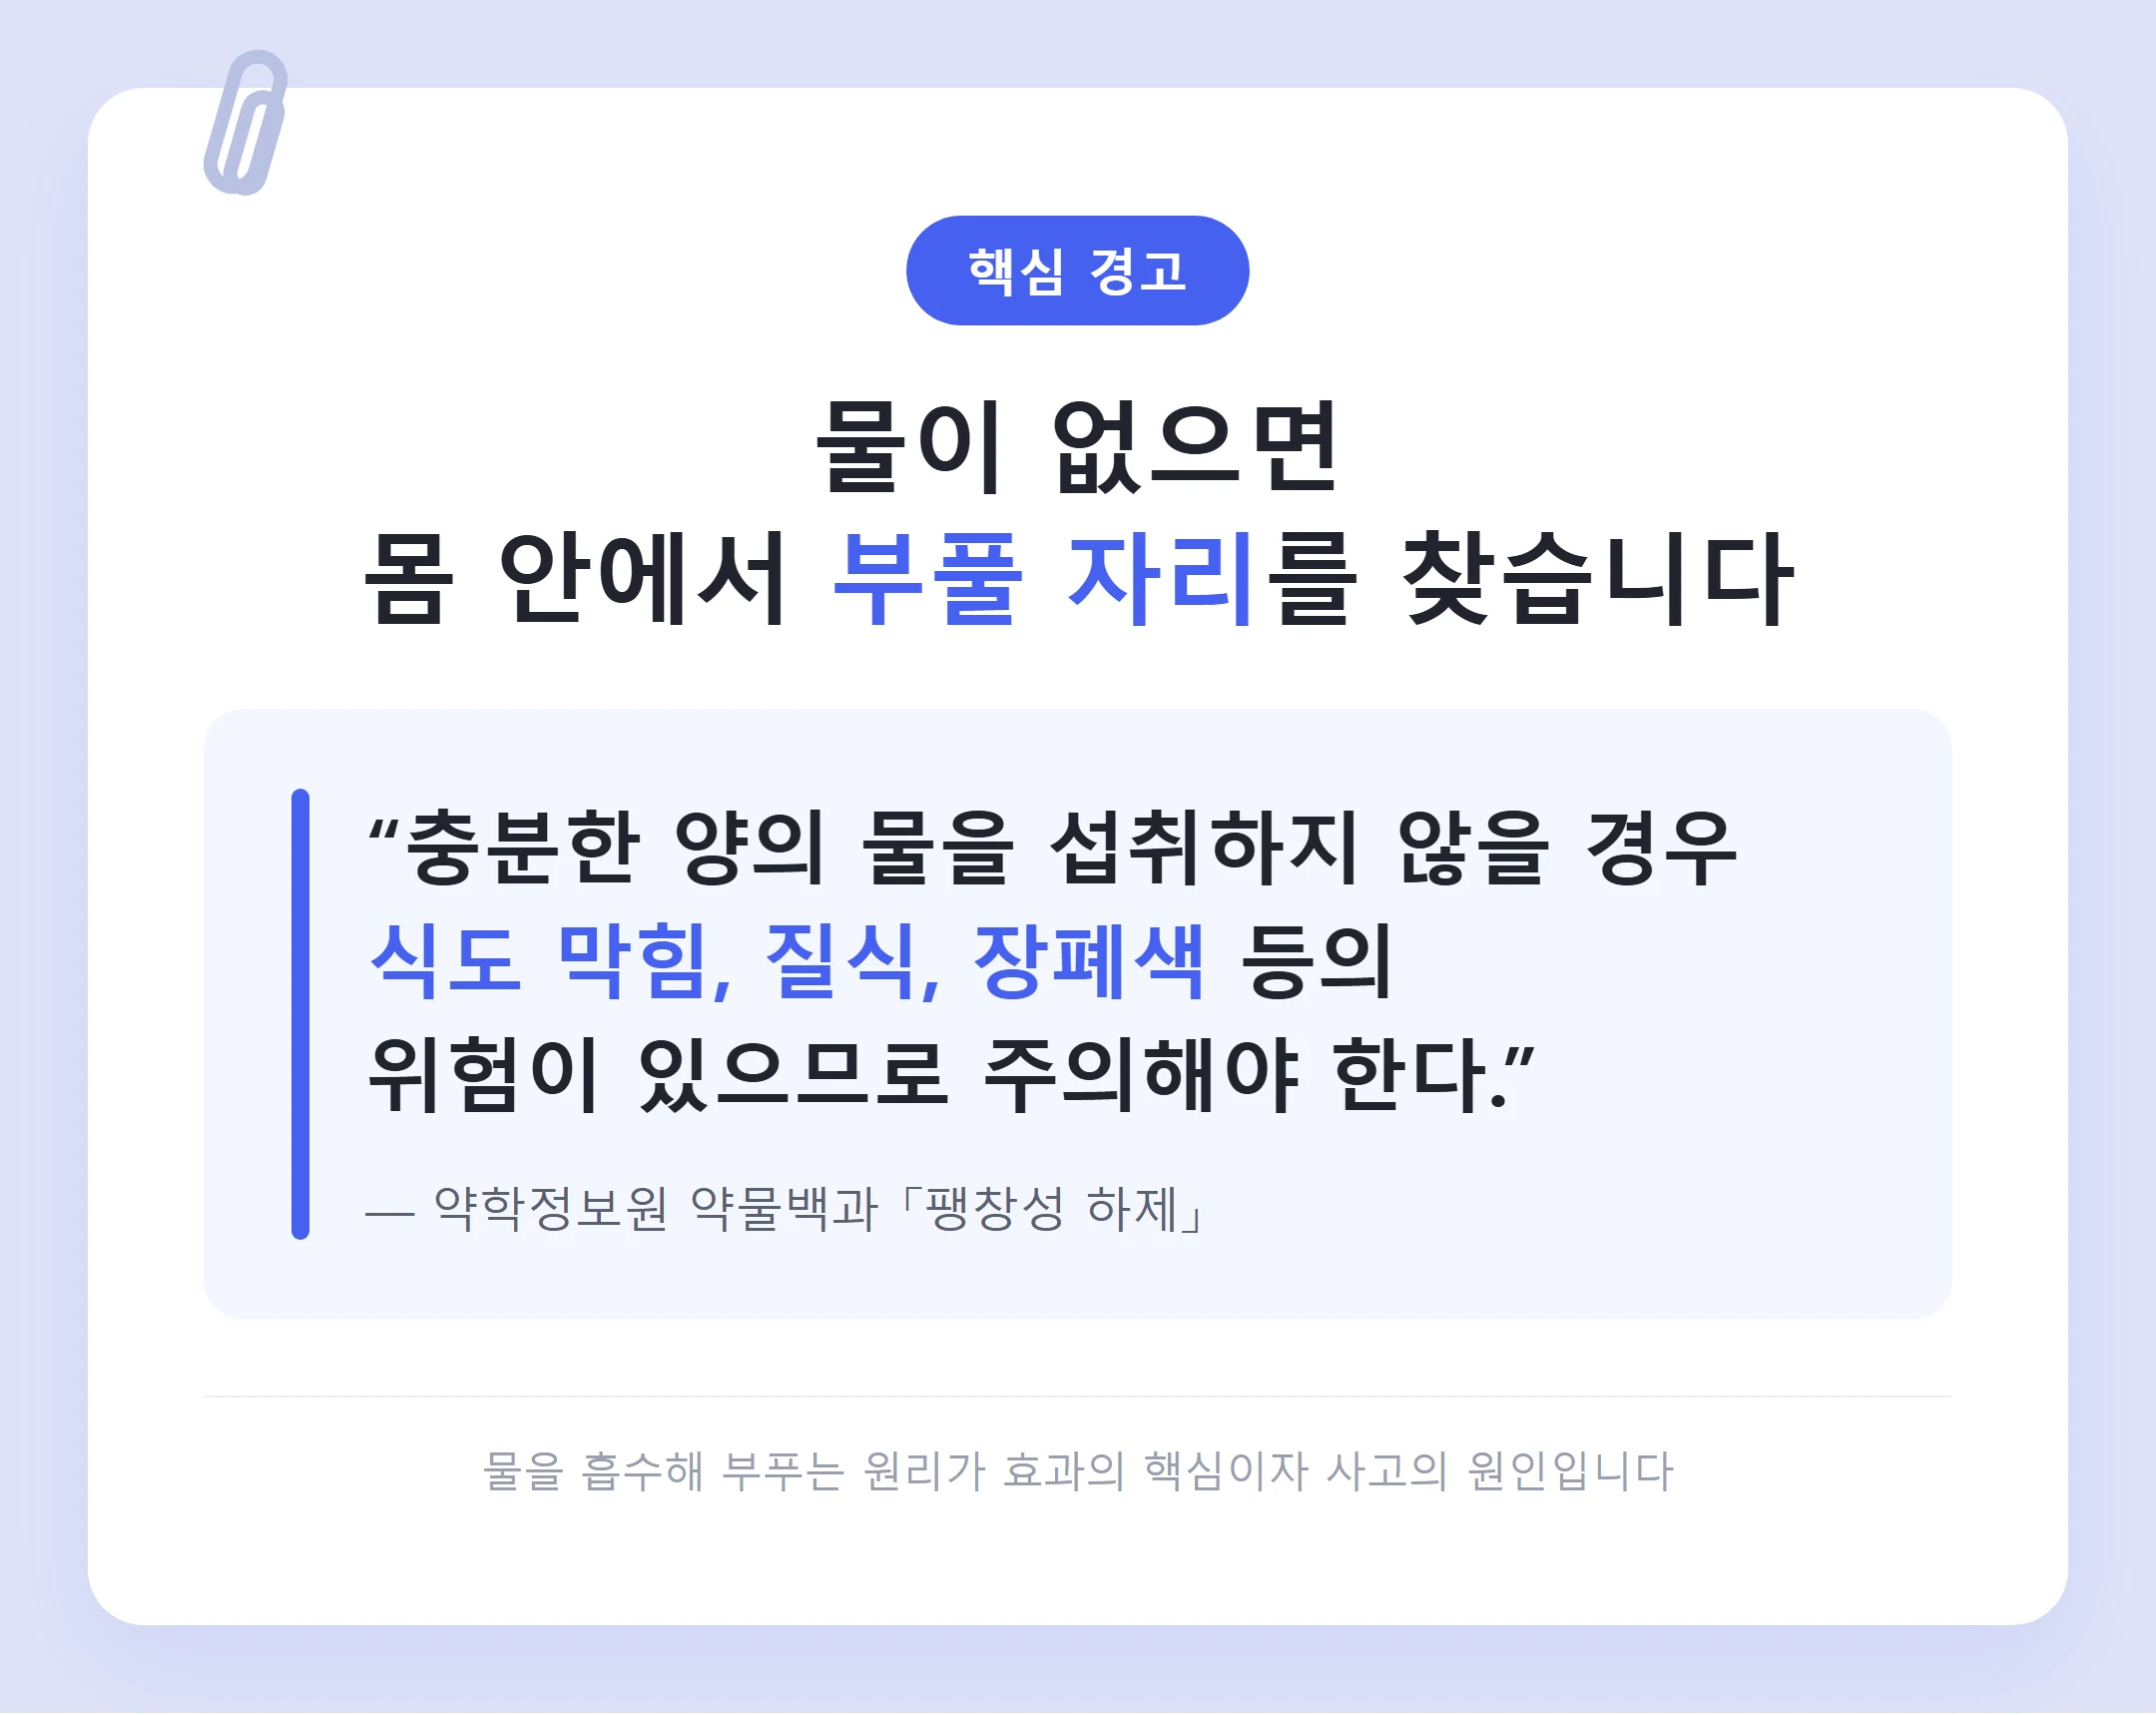 핵심 경고
물이 없으면
몸 안에서 부풀 자리를 찾습니다
“충분한 양의 물을 섭취하지 않을 경우
식도 막힘, 질식, 장폐색 등의
위험이 있으므로 주의해야 한다.”
— 약학정보원 약물백과「팽창성 하제」
물을 흡수해 부푸는 원리가 효과의 핵심이자 사고의 원인입니다